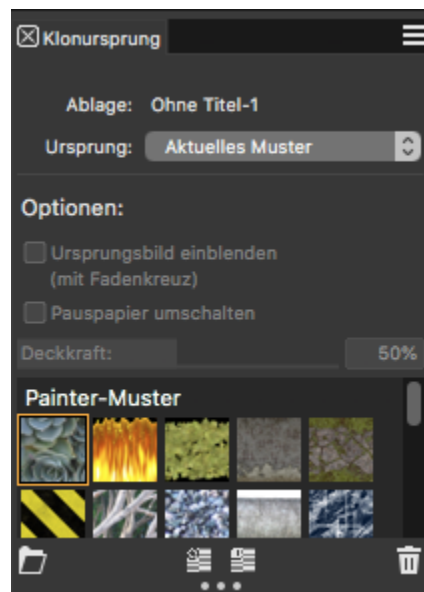 Klonursprung
Ablage: Ohne Titel-1
Ursprung: Aktuelles Muster
Optionen:
Ursprungsbild einblenden
(mit Fadenkreuz)
Pauspapier umschalten
Deckkraft: 50%
Painter-Muster